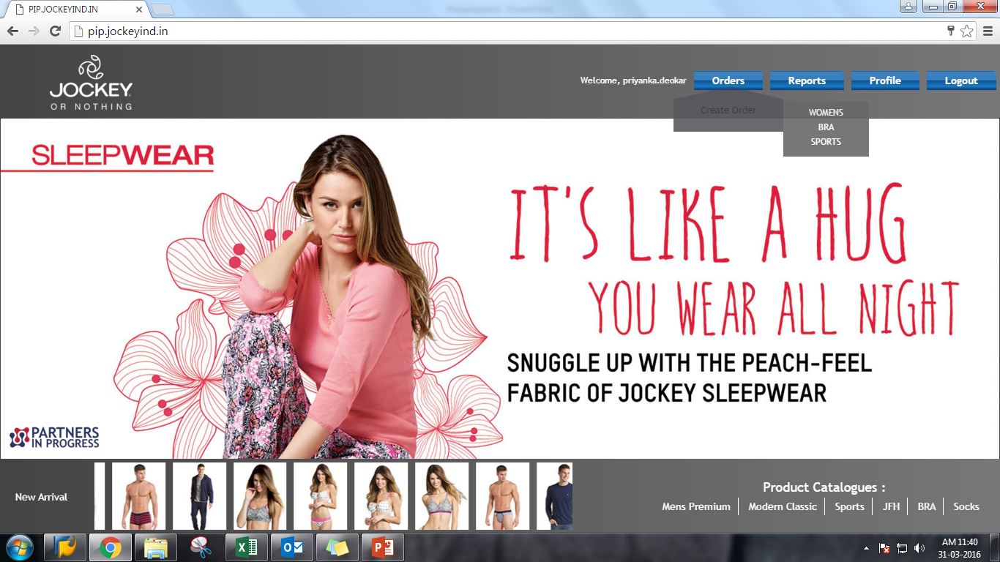 PIP.JOCKEYIND.IN
pip.jockeyind.in
JOCKEY
OR NOTHING
Welcome, priyanka.deokar
Orders
Reports
Profile
Logout
Create Order
WOMENS
BRA
SPORTS
SLEEPWEAR
IT'S LIKE A HUG
YOU WEAR ALL NIGHT
SNUGGLE UP WITH THE PEACH-FEEL
FABRIC OF JOCKEY SLEEPWEAR
PARTNERS
IN PROGRESS
New Arrival
Product Catalogues :
Mens Premium
Modern Classic
Sports
JFH
BRA
Socks
AM 11:40
31-03-2016